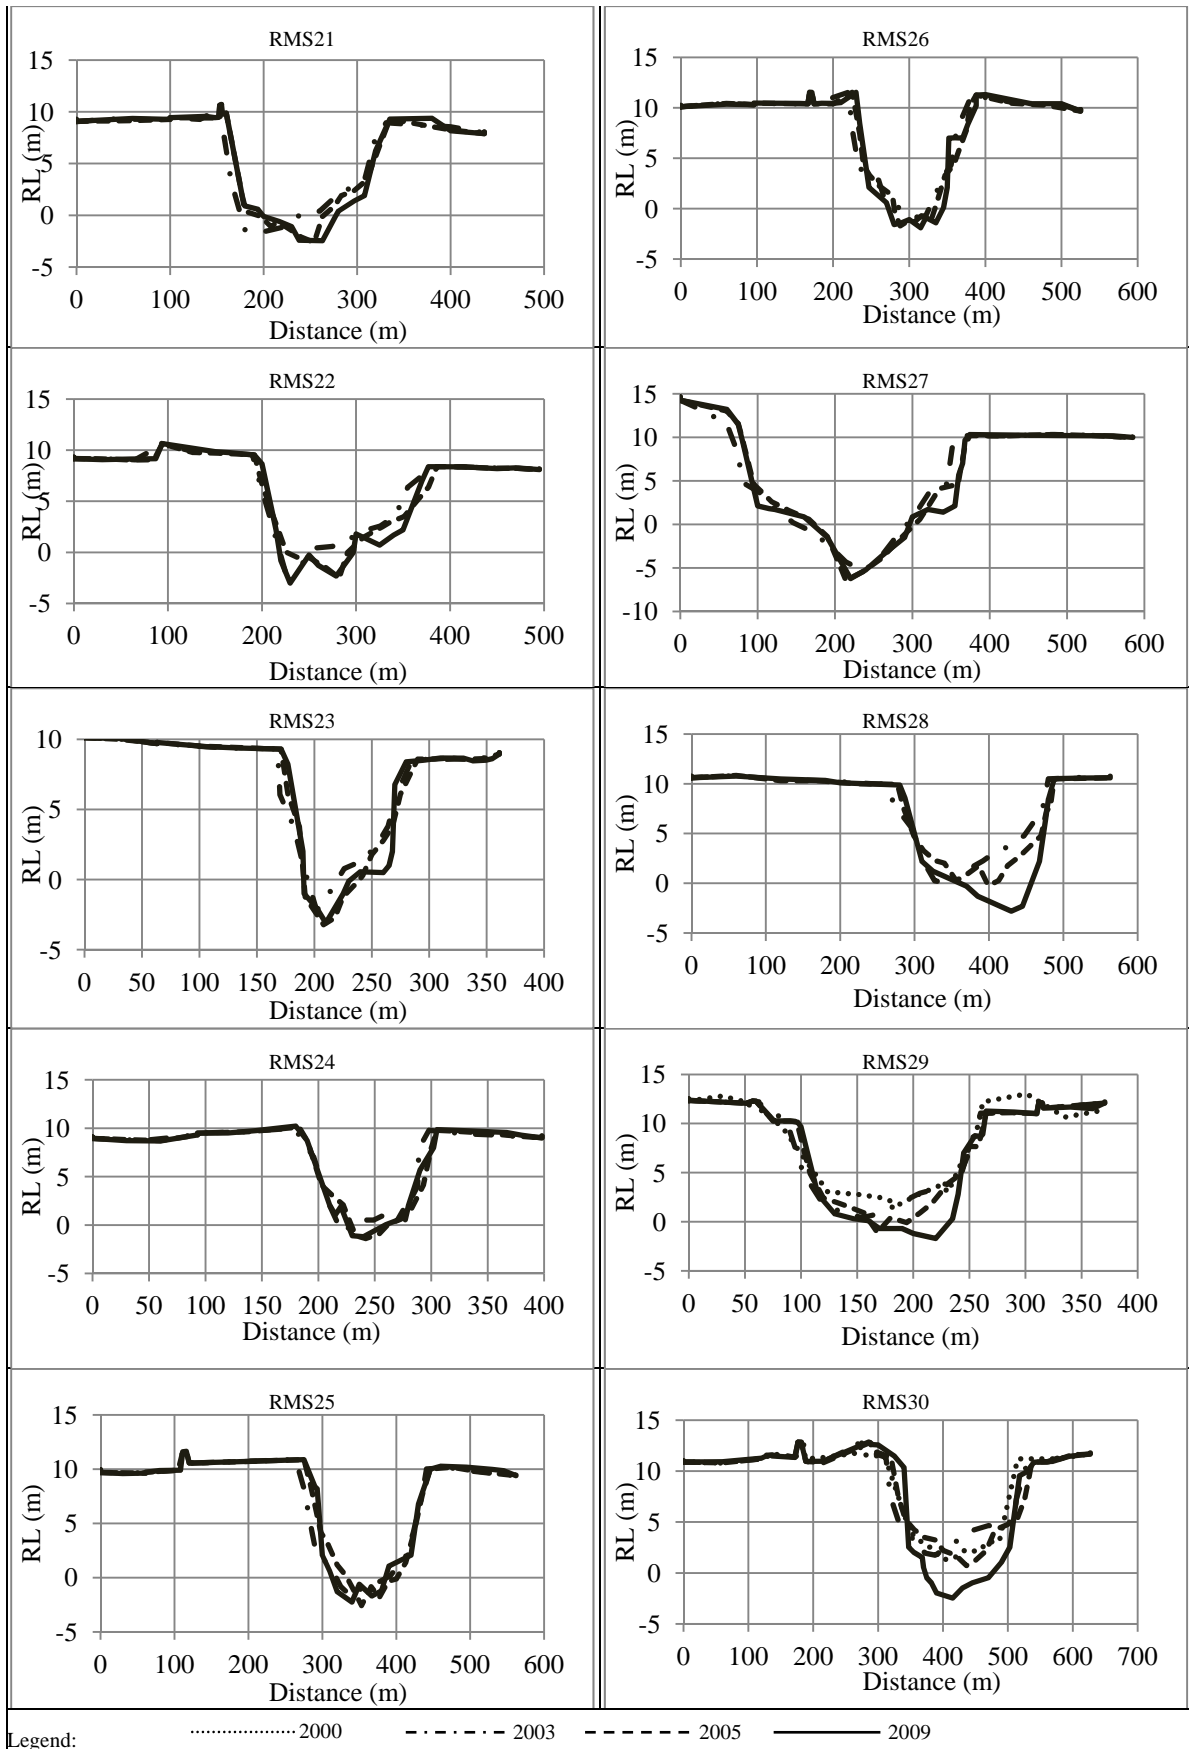 RMS21
15
10
5
0
-5
RL (m)
0 100 200 300 400 500
Distance (m)
RMS26
15
10
5
0
-5
RL (m)
0 100 200 300 400 500 600
Distance (m)
RMS22
15
10
5
0
-5
RL (m)
0 100 200 300 400 500
Distance (m)
RMS27
15
10
5
0
-5
-10
RL (m)
0 100 200 300 400 500 600
Distance (m)
RMS23
10
5
0
-5
RL (m)
0 50 100 150 200 250 300 350 400
Distance (m)
RMS28
15
10
5
0
-5
RL (m)
0 100 200 300 400 500 600
Distance (m)
RMS24
15
10
5
0
-5
RL (m)
0 50 100 150 200 250 300 350 400
Distance (m)
RMS29
15
10
5
0
-5
RL (m)
0 50 100 150 200 250 300 350 400
Distance (m)
RMS25
15
10
5
0
-5
RL (m)
0 100 200 300 400 500 600
Distance (m)
RMS30
15
10
5
0
-5
RL (m)
0 100 200 300 400 500 600 700
Distance (m)
Legend: 2000 2003 2005 2009